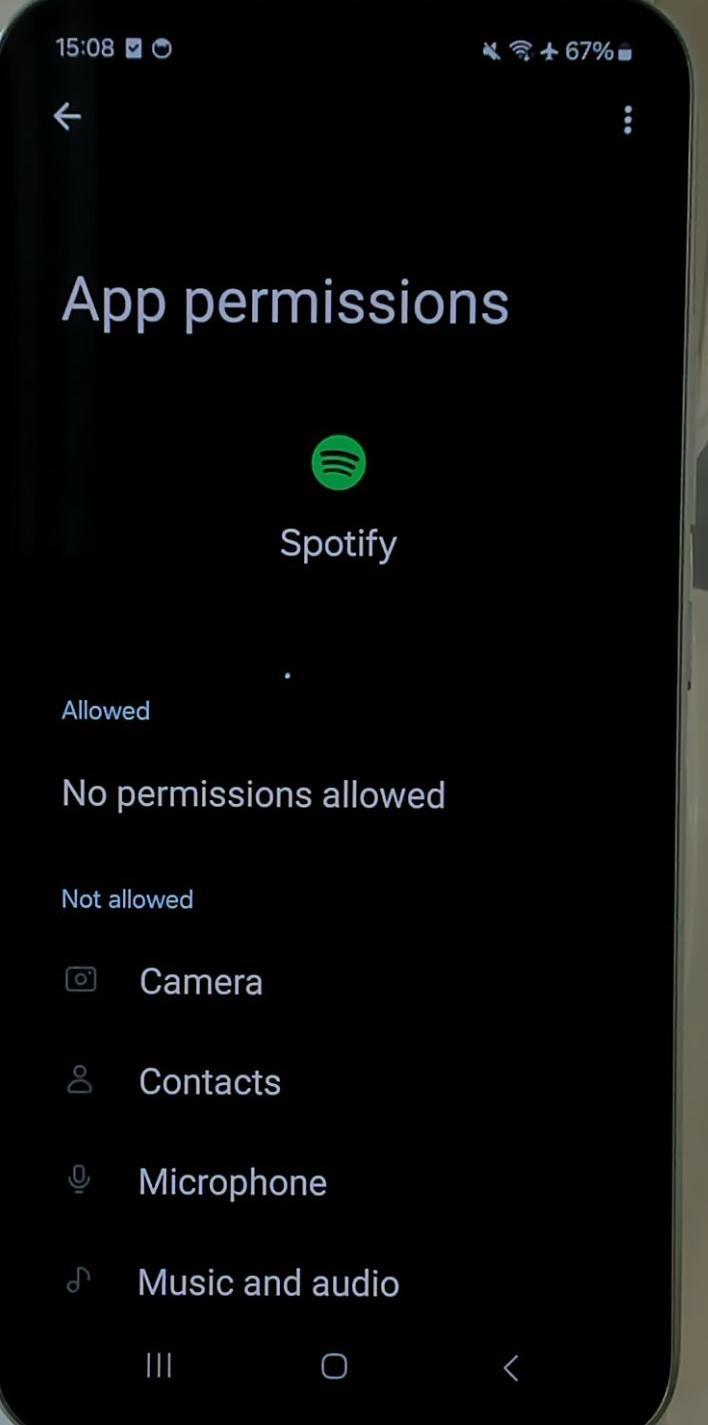 15:08
67%
App permissions
Spotify
Allowed
No permissions allowed
Not allowed
Camera
Contacts
Microphone
Music and audio